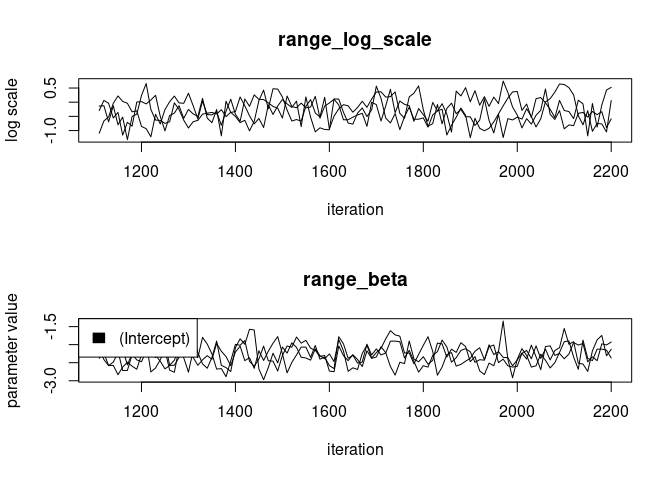 range_log_scale
log scale
0.5
-1.0
1200 1400 1600 1800 2000 2200
iteration
range_beta
parameter value
-1.5
-3.0
(Intercept)
1200 1400 1600 1800 2000 2200
iteration